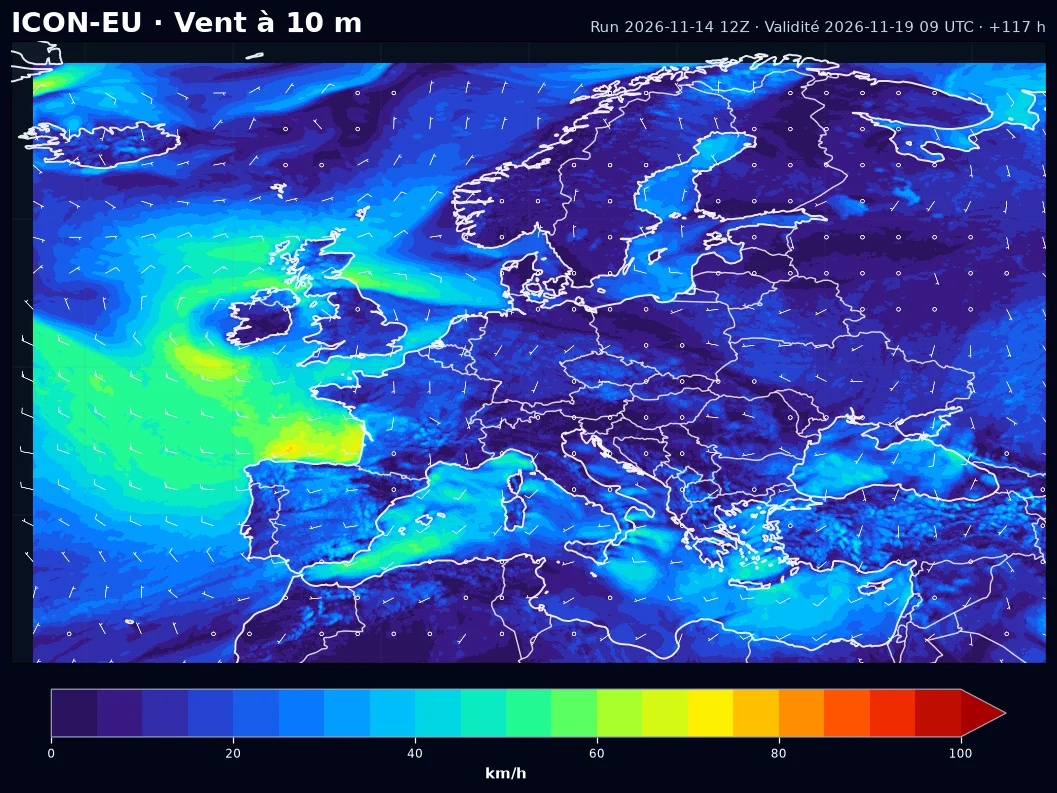 ICON-EU · Vent à 10 m
Run 2026-11-14 12Z · Validité 2026-11-19 09 UTC · +117 h
0 20 40 60 80 100
km/h